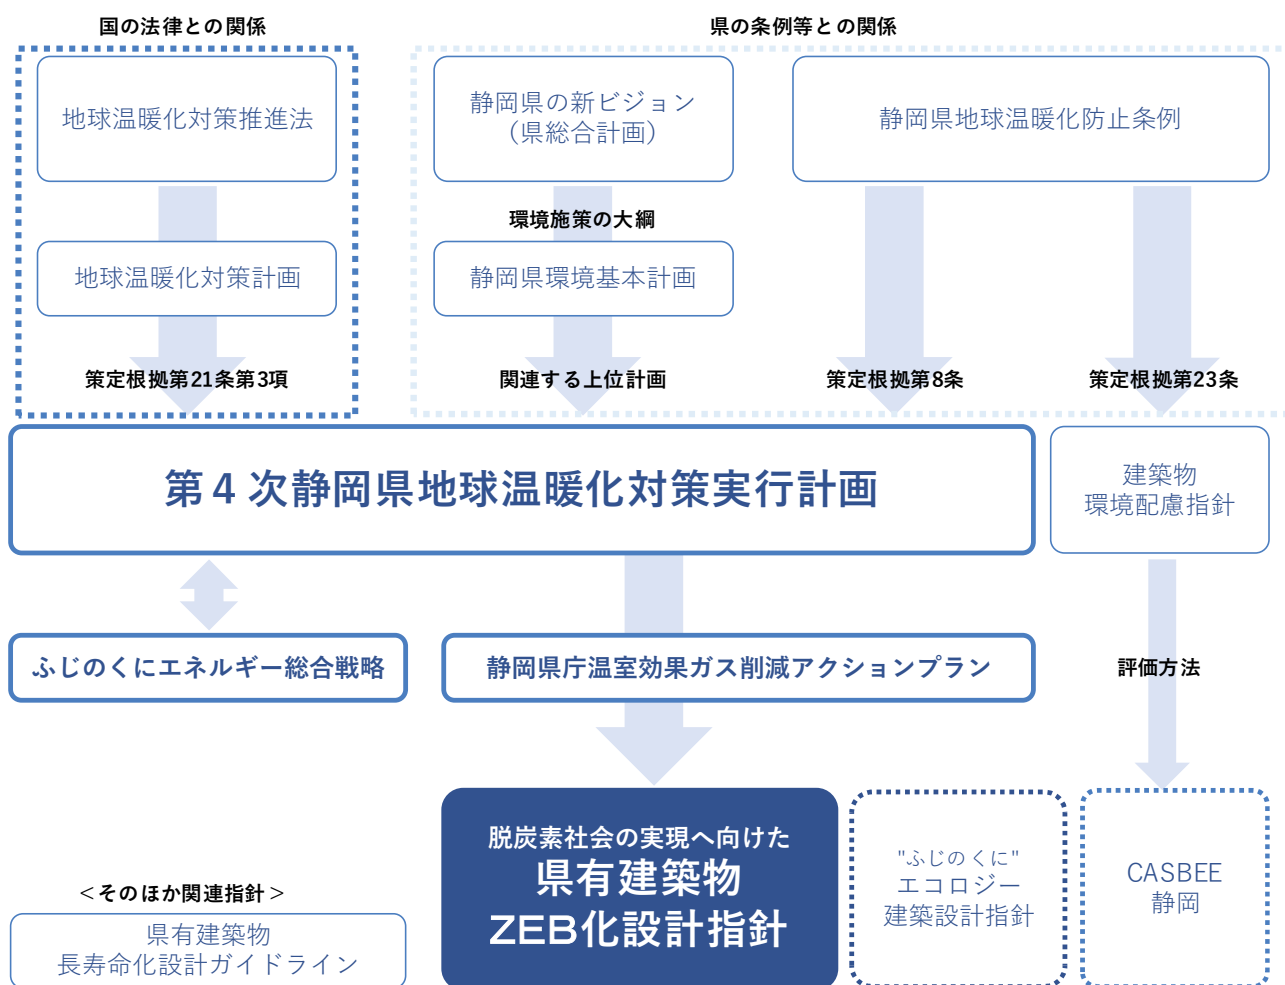 国の法律との関係
県の条例等との関係
地球温暖化対策推進法
静岡県の新ビジョン
（県総合計画）
静岡県地球温暖化防止条例
環境施策の大綱
地球温暖化対策計画
静岡県環境基本計画
策定根拠第21条第3項
関連する上位計画
策定根拠第8条
策定根拠第23条
第４次静岡県地球温暖化対策実行計画
建築物
環境配慮指針
ふじのくにエネルギー総合戦略
静岡県庁温室効果ガス削減アクションプラン
評価方法
脱炭素社会の実現へ向けた
県有建築物
ZEB化設計指針
"ふじのくに"
エコロジー
建築設計指針
CASBEE
静岡
＜そのほか関連指針＞
県有建築物
長寿命化設計ガイドライン